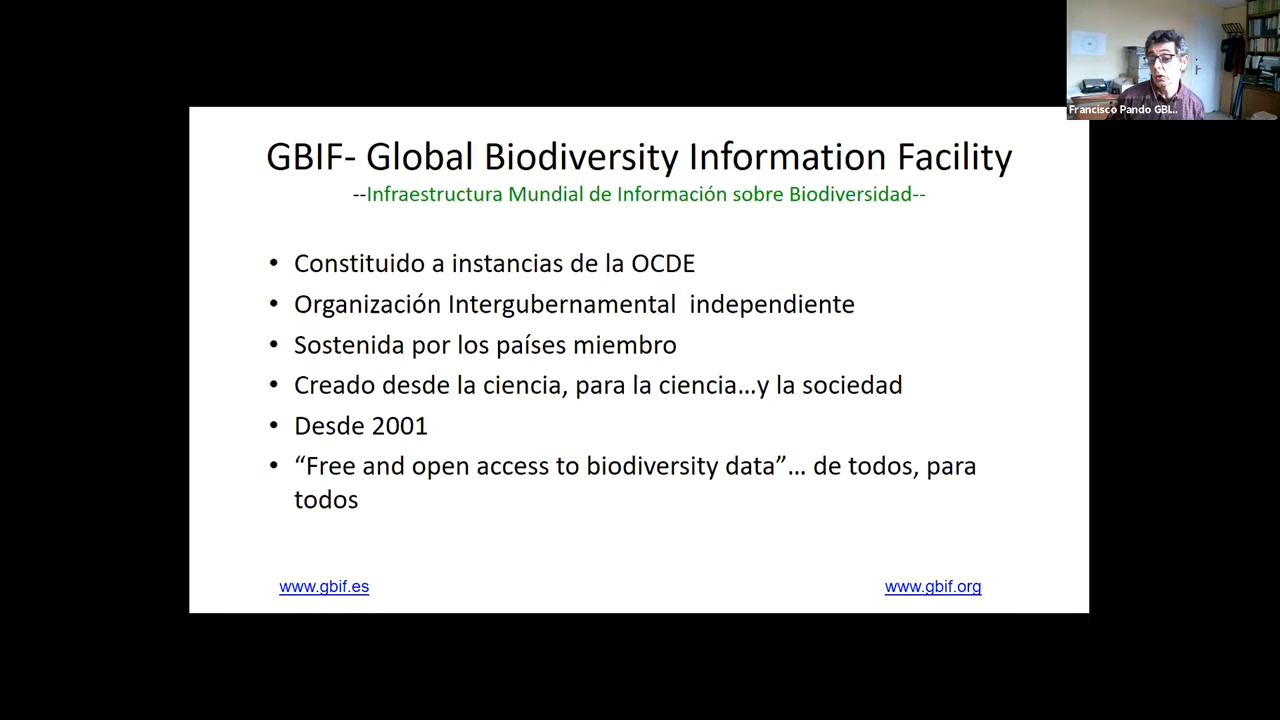 Francisco Pando GBI...
GBIF- Global Biodiversity Information Facility
--Infraestructura Mundial de Información sobre Biodiversidad--
• Constituido a instancias de la OCDE
• Organización Intergubernamental  independiente
• Sostenida por los países miembro
• Creado desde la ciencia, para la ciencia…y la sociedad
• Desde 2001
• “Free and open access to biodiversity data”… de todos, para
todos
www.gbif.es
www.gbif.org